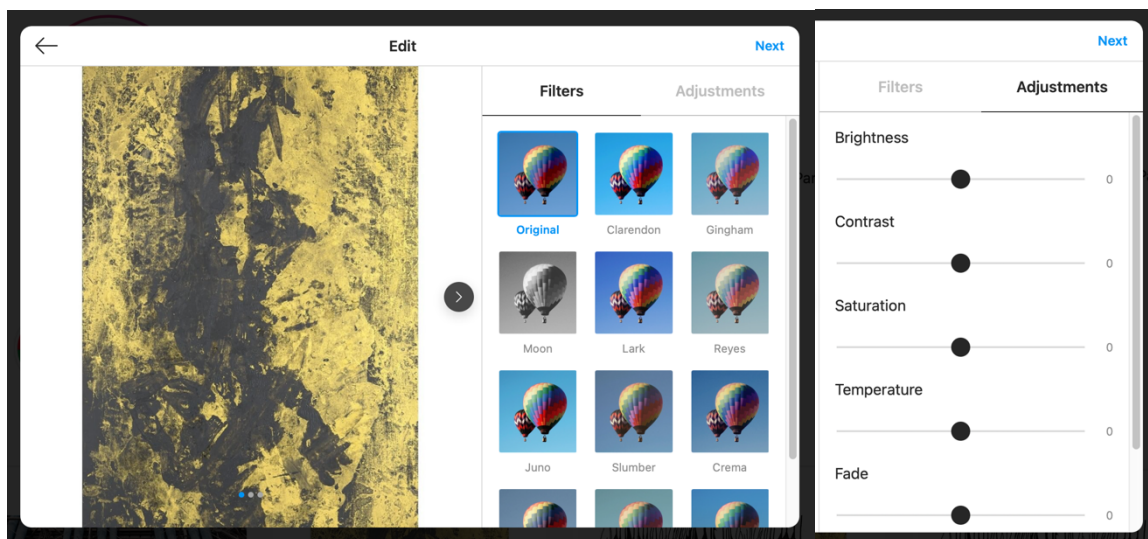 Edit
Next
Filters
Adjustments
Original
Clarendon
Gingham
Moon
Lark
Reyes
Juno
Slumber
Crema
Next
Filters
Adjustments
Brightness
0
Contrast
0
Saturation
0
Temperature
0
Fade
0